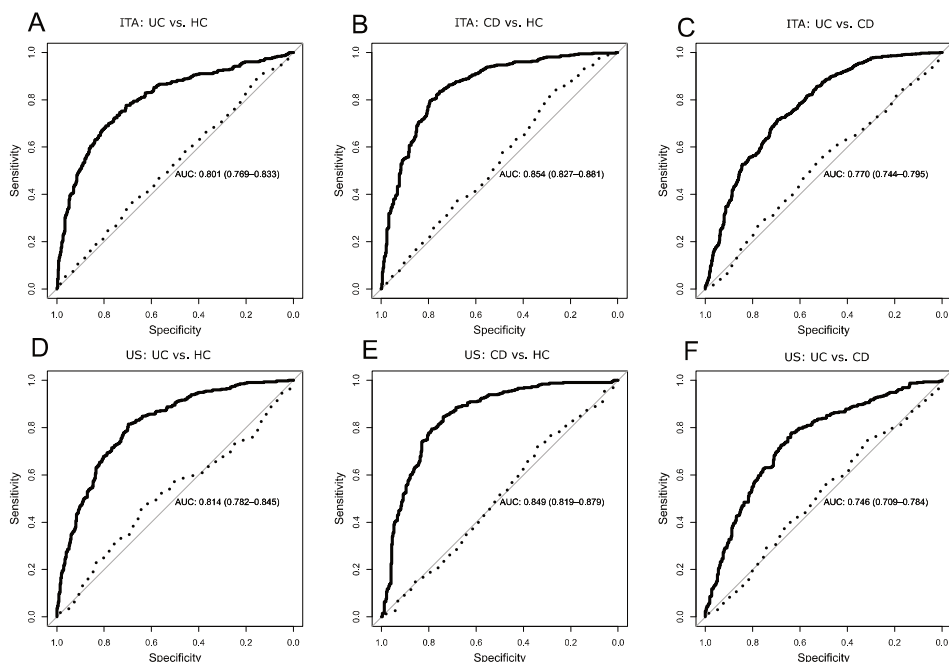 A
ITA: UC vs. HC
B
ITA: CD vs. HC
C
ITA: UC vs. CD
Sensitivity
0.0 0.2 0.4 0.6 0.8 1.0
AUC: 0.801 (0.769–0.833)
1.0 0.8 0.6 0.4 0.2 0.0
Specificity
Sensitivity
0.0 0.2 0.4 0.6 0.8 1.0
AUC: 0.854 (0.827–0.881)
1.0 0.8 0.6 0.4 0.2 0.0
Specificity
Sensitivity
0.0 0.2 0.4 0.6 0.8 1.0
AUC: 0.770 (0.744–0.795)
1.0 0.8 0.6 0.4 0.2 0.0
Specificity
D
US: UC vs. HC
E
US: CD vs. HC
F
US: UC vs. CD
Sensitivity
0.0 0.2 0.4 0.6 0.8 1.0
AUC: 0.814 (0.782–0.845)
1.0 0.8 0.6 0.4 0.2 0.0
Specificity
Sensitivity
0.0 0.2 0.4 0.6 0.8 1.0
AUC: 0.849 (0.819–0.879)
1.0 0.8 0.6 0.4 0.2 0.0
Specificity
Sensitivity
0.0 0.2 0.4 0.6 0.8 1.0
AUC: 0.746 (0.709–0.784)
1.0 0.8 0.6 0.4 0.2 0.0
Specificity